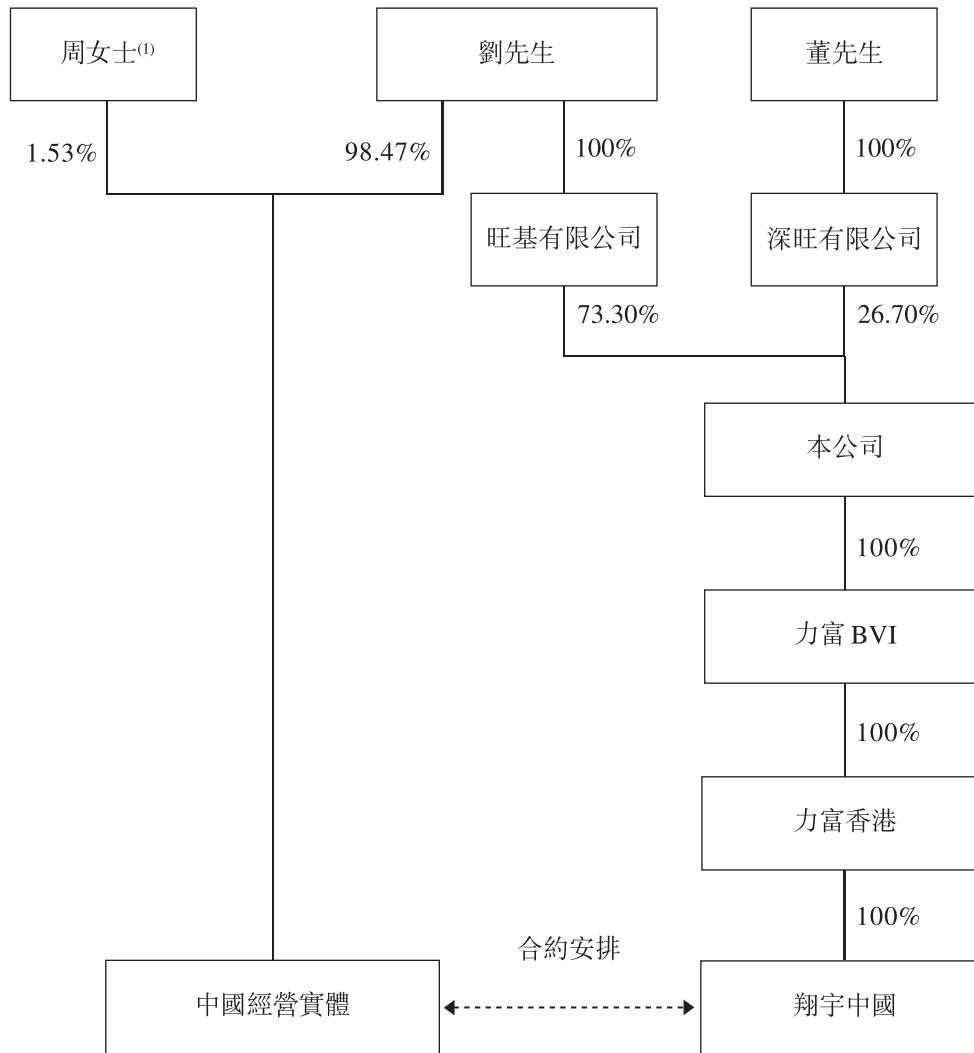 周女士(1)
劉先生
董先生
1.53%
98.47%
100%
100%
旺基有限公司
深旺有限公司
73.30%
26.70%
本公司
100%
力富 BVI
100%
力富香港
100%
合約安排
中國經營實體
翔宇中國